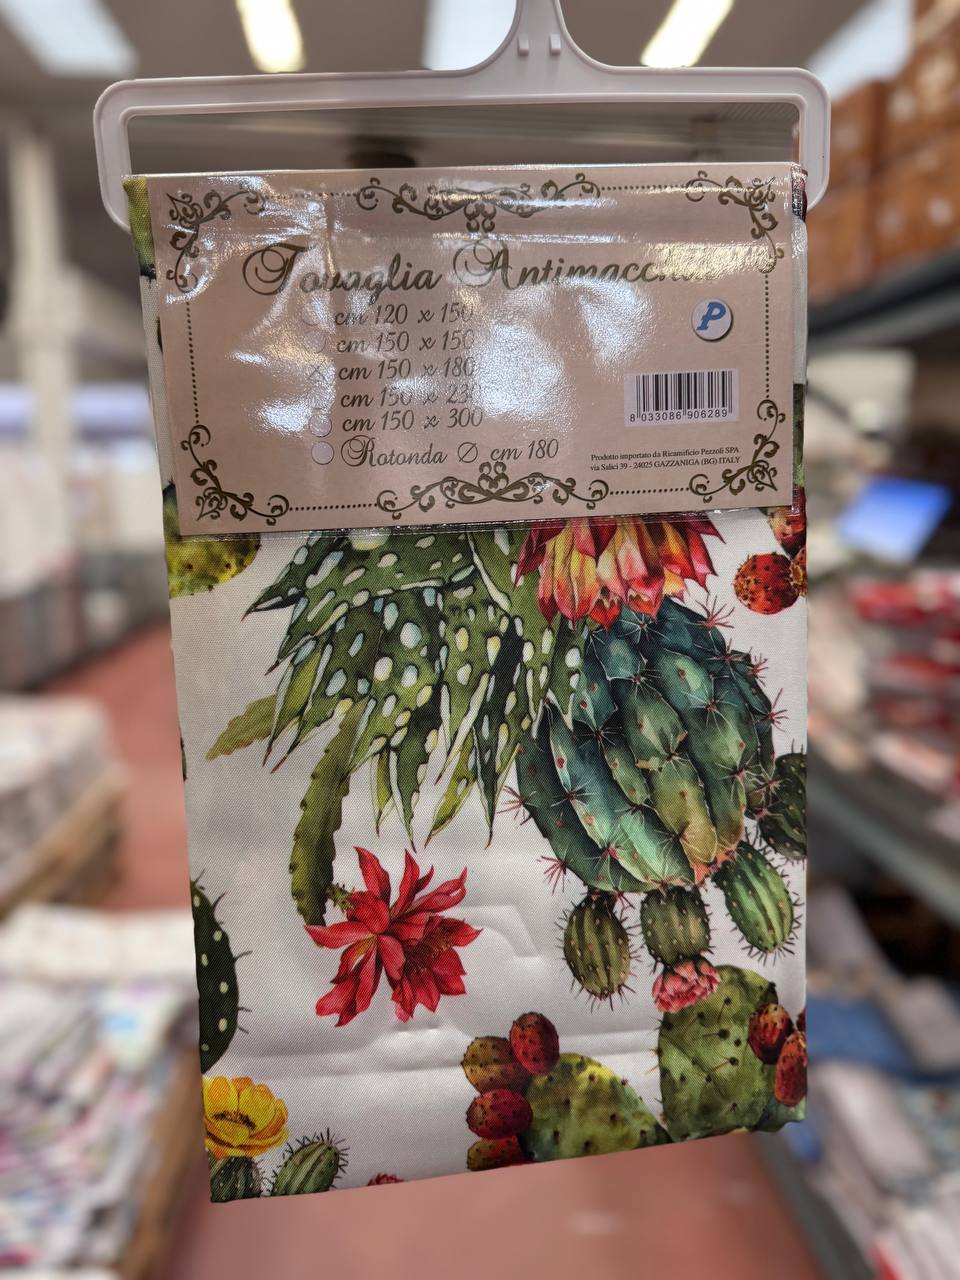 Tovaglia Antimacchia
cm 120 x 150
cm 150 x 150
cm 150 x 180
cm 150 x 230
cm 150 x 300
Rotonda Ø cm 180
P
8 033086 906289
Prodotto importato da Ricamificio Pezzoli SPA
via Salici 39 - 24025 GAZZANIGA (BG) ITALY